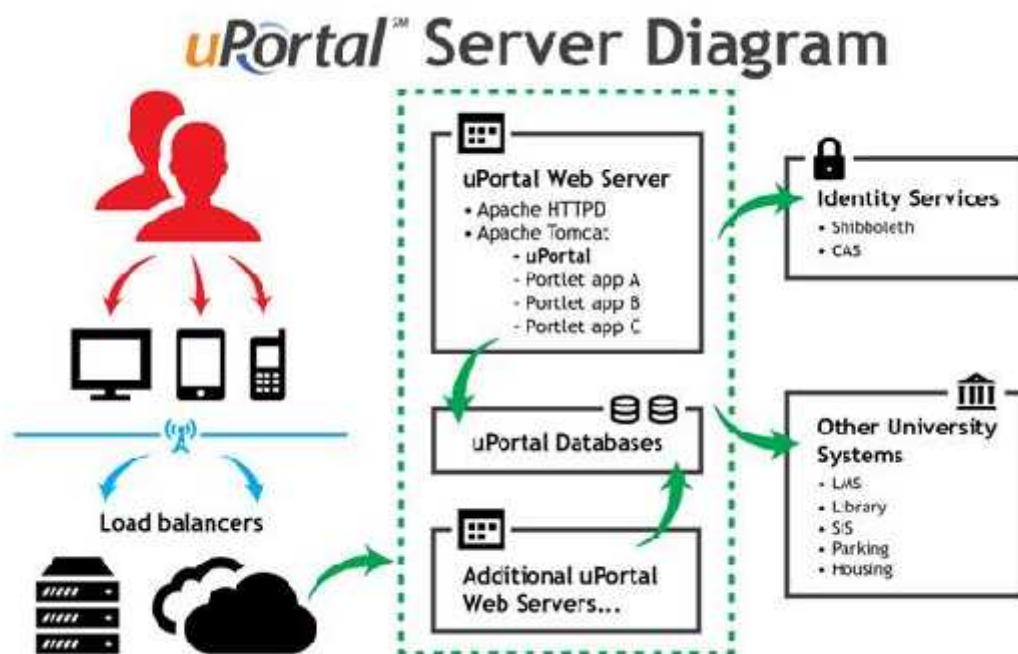 uPortal℠ Server Diagram
uPortal Web Server
• Apache HTTPD
• Apache Tomcat
- uPortal
- Portlet app A
- Portlet app B
- Portlet app C
uPortal Databases
Additional uPortal
Web Servers...
Load balancers
Identity Services
• Shibboleth
• CAS
Other University
Systems
• LMS
• Library
• SIS
• Parking
• Housing